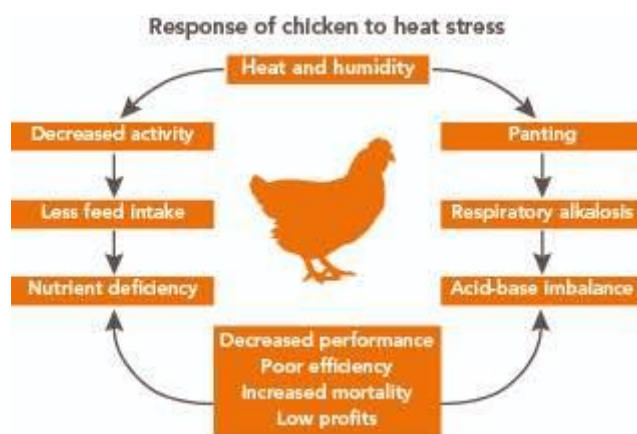 Response of chicken to heat stress
Heat and humidity
Decreased activity
Panting
Less feed intake
Respiratory alkalosis
Nutrient deficiency
Acid-base imbalance
Decreased performance
Poor efficiency
Increased mortality
Low profits